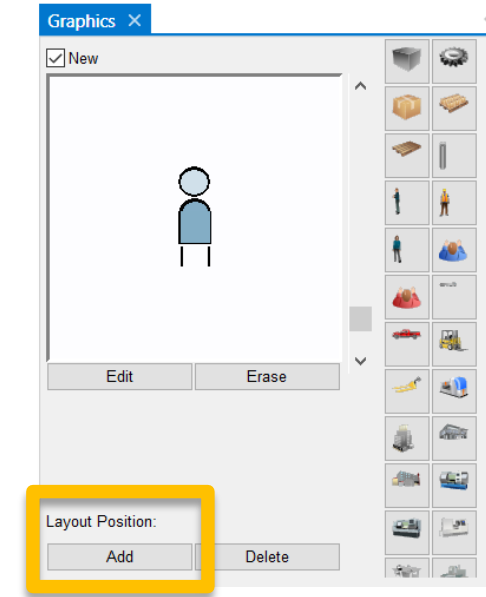 Graphics ×
New
Edit Erase
Layout Position:
Add Delete